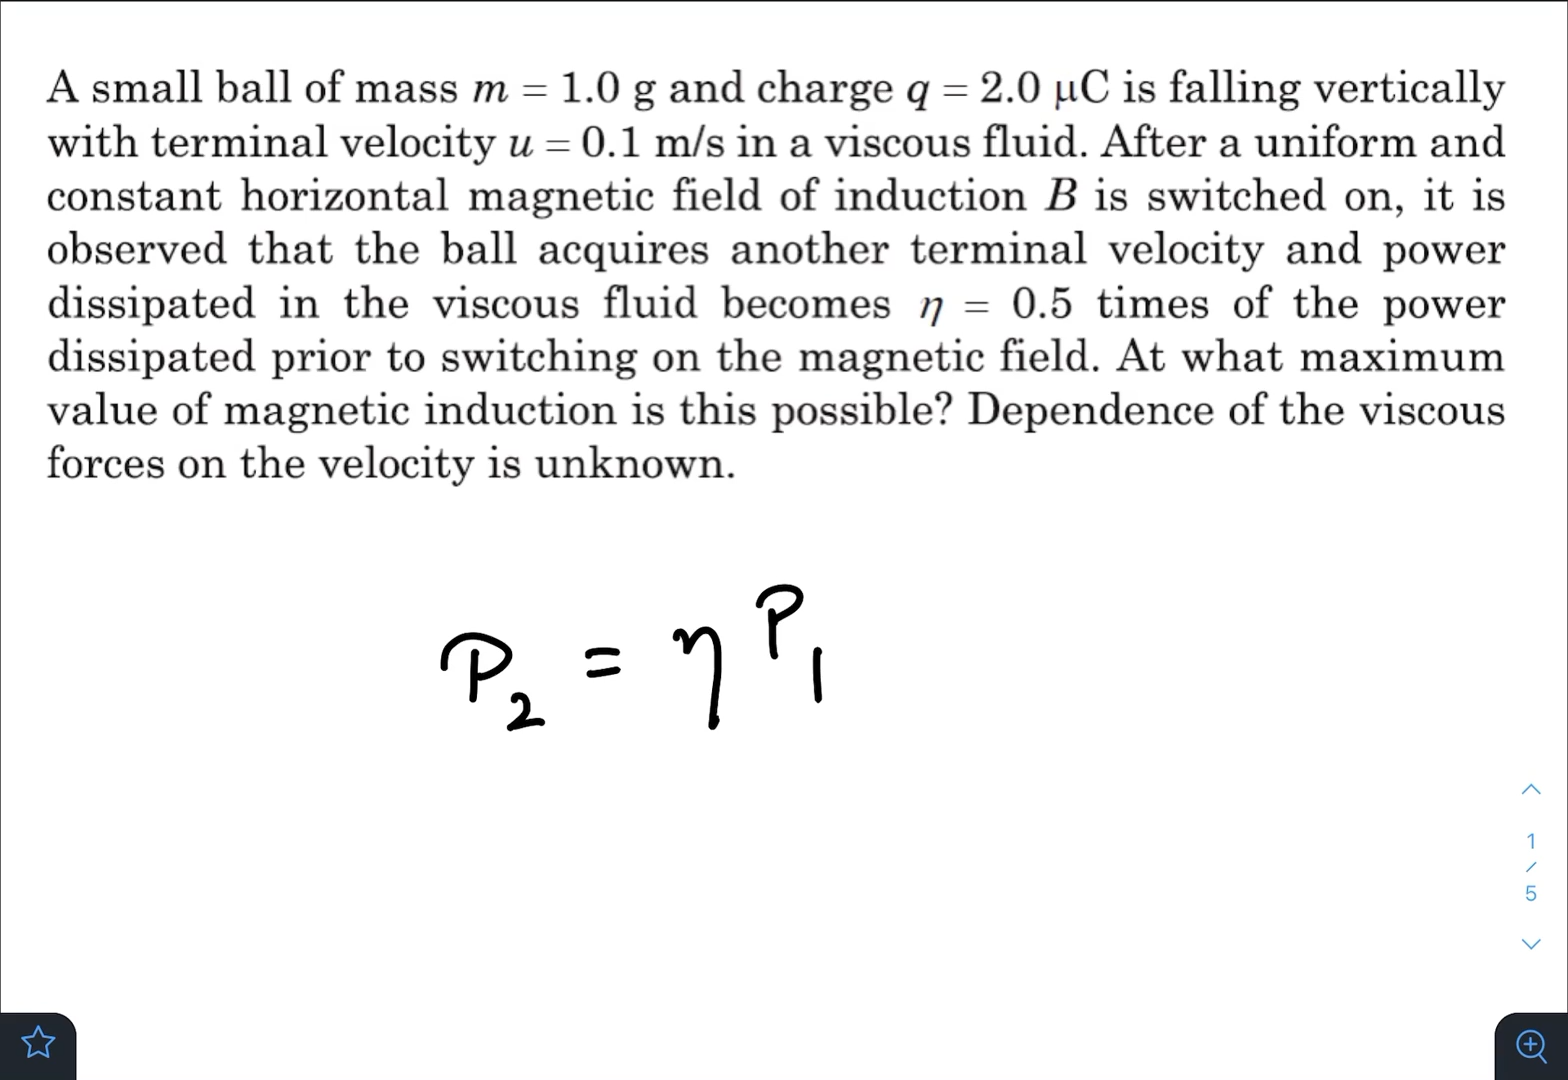 A small ball of mass m = 1.0 g and charge q = 2.0 μC is falling vertically
with terminal velocity u = 0.1 m/s in a viscous fluid. After a uniform and
constant horizontal magnetic field of induction B is switched on, it is
observed that the ball acquires another terminal velocity and power
dissipated in the viscous fluid becomes η = 0.5 times of the power
dissipated prior to switching on the magnetic field. At what maximum
value of magnetic induction is this possible? Dependence of the viscous
forces on the velocity is unknown.
P₂ = η P₁
1
/
5